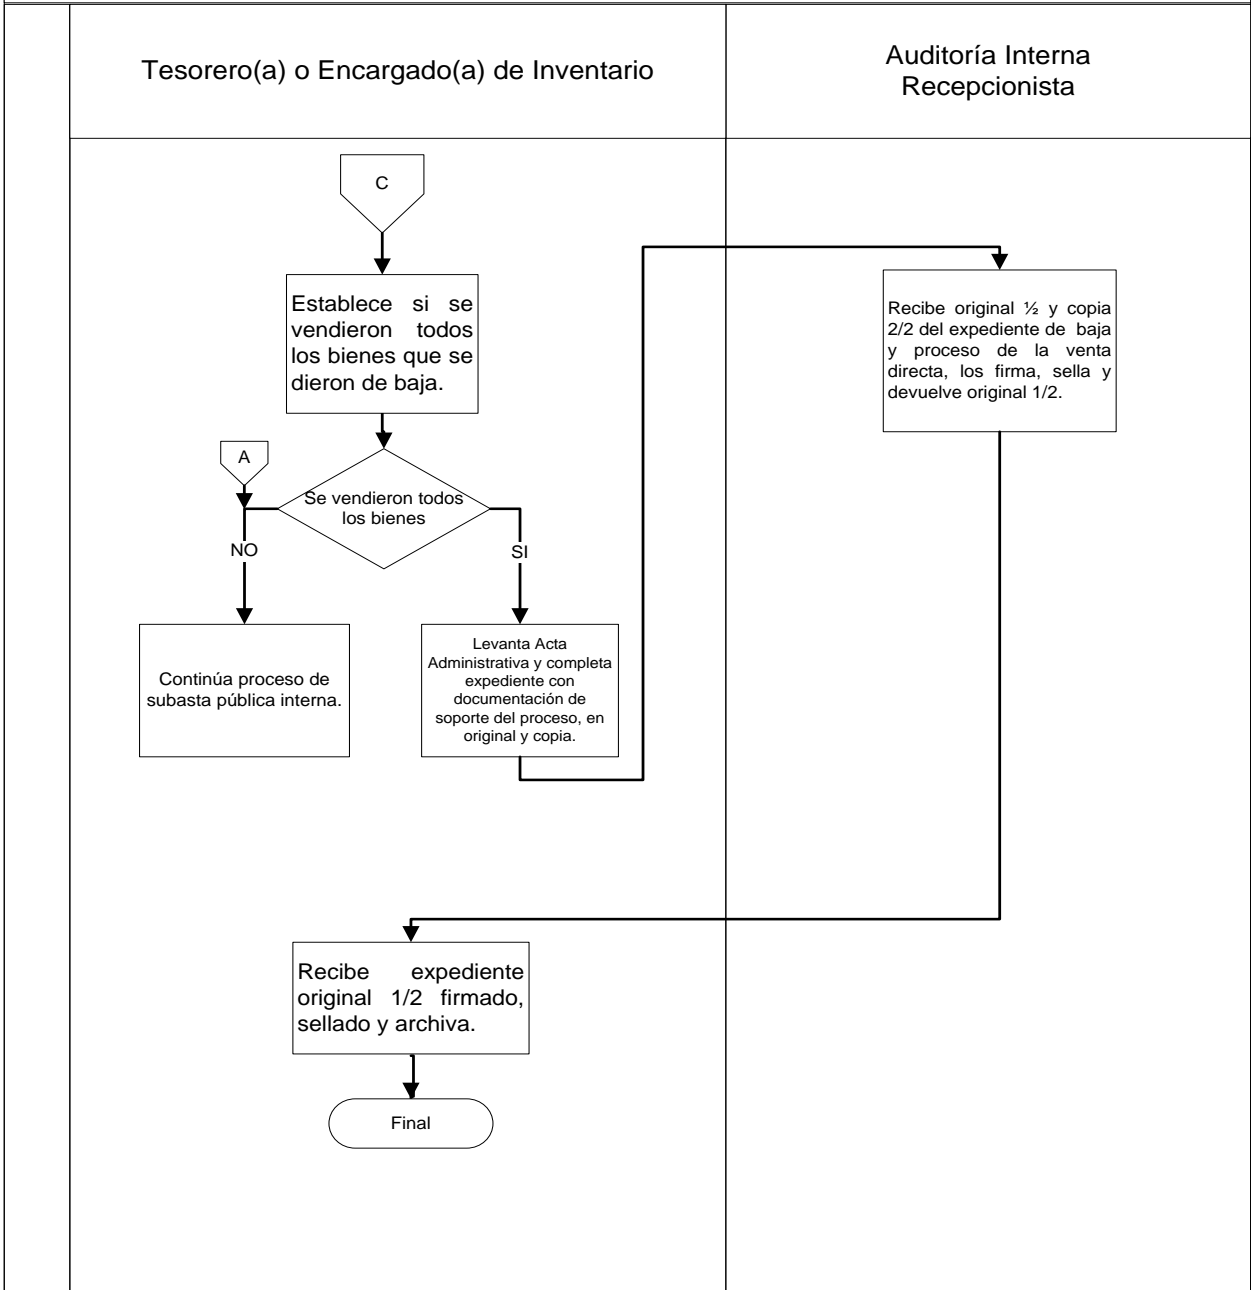 Tesorero(a) o Encargado(a) de Inventario
Auditoría Interna
Recepcionista
C
Establece si se
vendieron todos
los bienes que se
dieron de baja.
A
Se vendieron todos
los bienes
NO
SI
Continúa proceso de
subasta pública interna.
Levanta Acta
Administrativa y completa
expediente con
documentación de
soporte del proceso, en
original y copia.
Recibe original ½ y copia
2/2 del expediente de baja
y proceso de la venta
directa, los firma, sella y
devuelve original 1/2.
Recibe expediente
original 1/2 firmado,
sellado y archiva.
Final